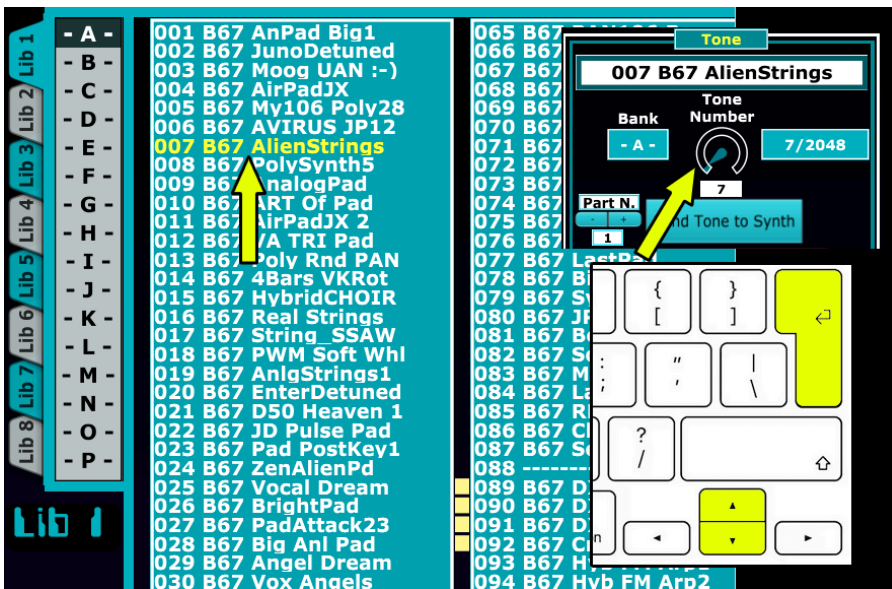 Lib 1
Lib 2
Lib 3
Lib 4
Lib 5
Lib 6
Lib 7
Lib 8
- A -
- B -
- C -
- D -
- E -
- F -
- G -
- H -
- I -
- J -
- K -
- L -
- M -
- N -
- O -
- P -
Lib 1
001 B67 AnPad Big1
002 B67 JunoDetuned
003 B67 Moog UAN :-)
004 B67 AirPadJX
005 B67 My106 Poly28
006 B67 AVIRUS JP12
007 B67 AlienStrings
008 B67 PolySynth5
009 B67 AnalogPad
010 B67 ART Of Pad
011 B67 AirPadJX 2
012 B67 VA TRI Pad
013 B67 Poly Rnd PAN
014 B67 4Bars VKRot
015 B67 HybridCHOIR
016 B67 Real Strings
017 B67 String_SSAW
018 B67 PWM Soft Whl
019 B67 AnlgStrings1
020 B67 EnterDetuned
021 B67 D50 Heaven 1
022 B67 JD Pulse Pad
023 B67 Pad PostKey1
024 B67 ZenAlienPd
025 B67 Vocal Dream
026 B67 BrightPad
027 B67 PadAttack23
028 B67 Big Anl Pad
029 B67 Angel Dream
030 B67 Vox Angels
065 B67
066 B67
067 B67
068 B67
069 B67
070 B67
071 B67
072 B67
073 B67
074 B67
075 B67
076 B67
077 B67
078 B67
079 B67
080 B67
081 B67
082 B67
083 B67
084 B67
085 B67
086 B67
087 B67
088 --------
089 B67
090 B67
091 B67
092 B67
093 B67
094 B67 Hyb FM Arp2
Tone
007 B67 AlienStrings
Bank
- A -
Tone
Number
7
7/2048
Part N.
- +
1
Tone to Synth
{
[
}
]
:
;
"
'
|
\
?
/
n